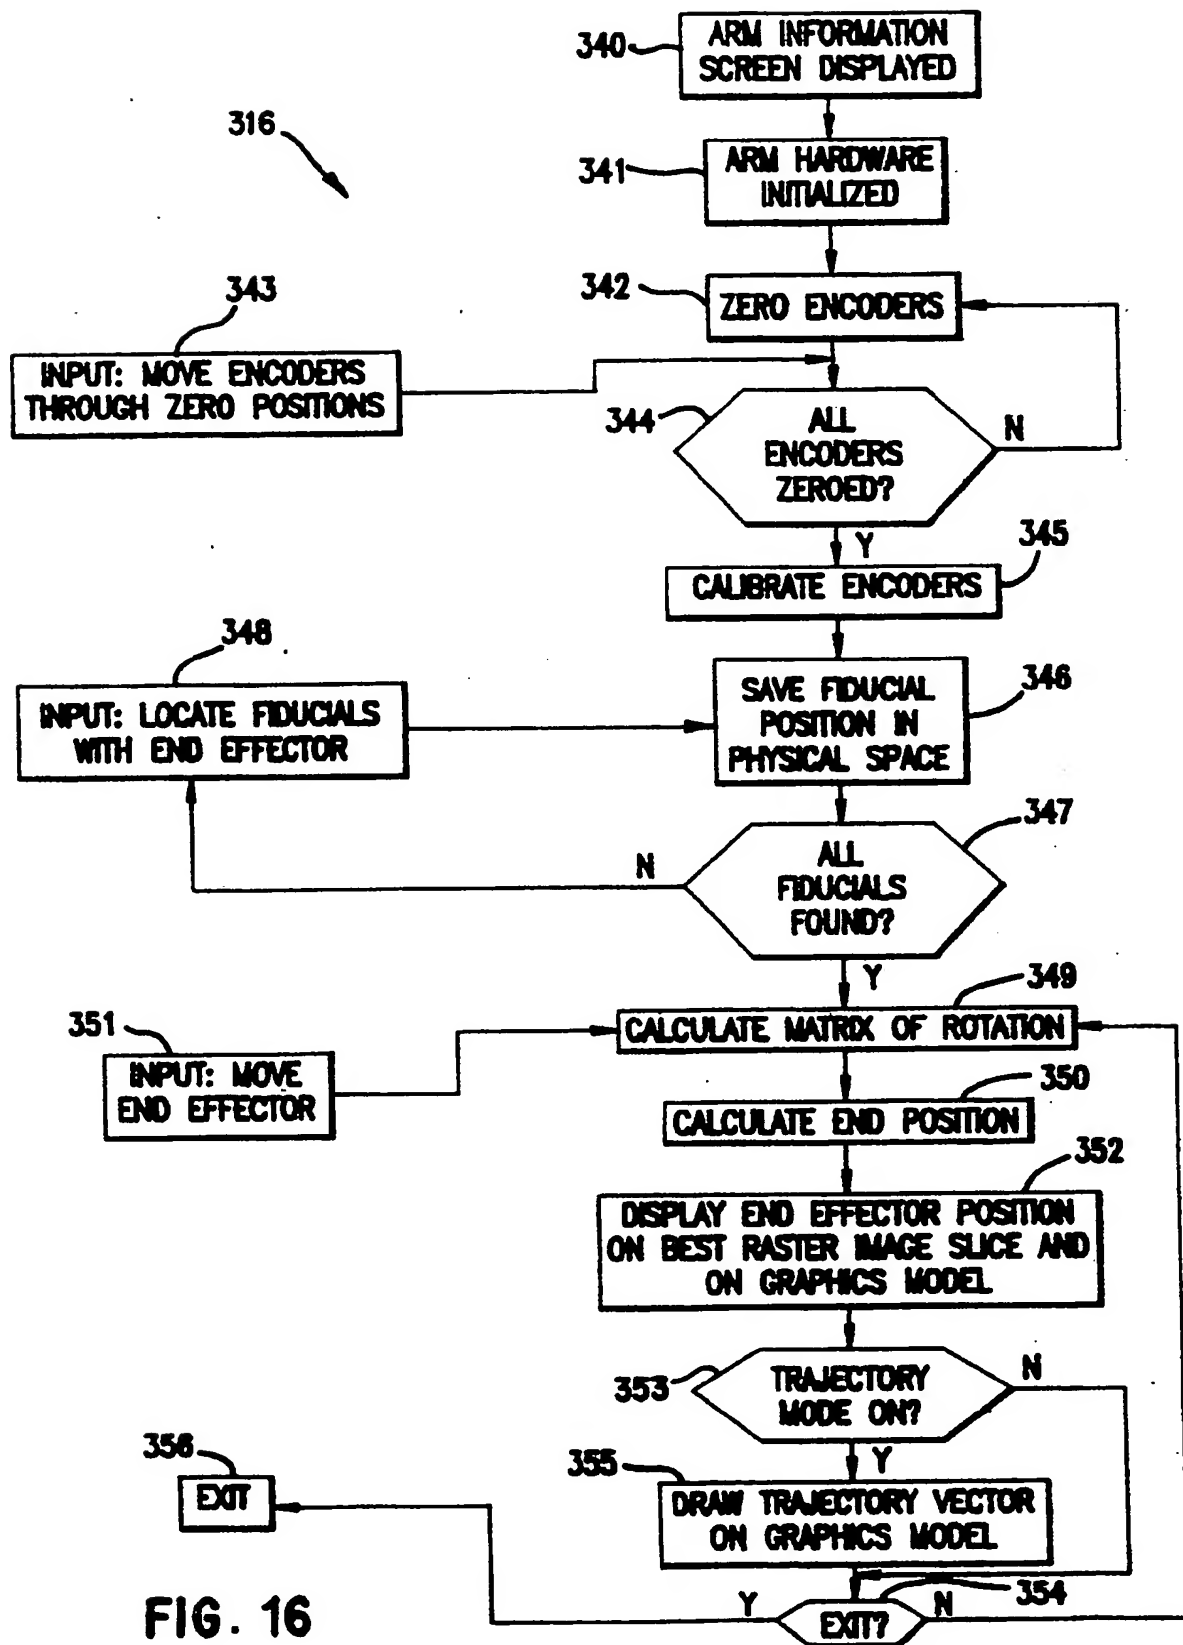 340
ARM INFORMATION
SCREEN DISPLAYED
316
341
ARM HARDWARE
INITIALIZED
343
342
ZERO ENCODERS
INPUT: MOVE ENCODERS
THROUGH ZERO POSITIONS
344
ALL
ENCODERS
ZEROED?
N
Y
345
CALIBRATE ENCODERS
348
346
INPUT: LOCATE FIDUCIALS
WITH END EFFECTOR
SAVE FIDUCIAL
POSITION IN
PHYSICAL SPACE
347
N
ALL
FIDUCIALS
FOUND?
Y
349
351
CALCULATE MATRIX OF ROTATION
INPUT: MOVE
END EFFECTOR
350
CALCULATE END POSITION
352
DISPLAY END EFFECTOR POSITION
ON BEST RASTER IMAGE SLICE AND
ON GRAPHICS MODEL
353
TRAJECTORY
MODE ON?
N
Y
356
EXIT
355
DRAW TRAJECTORY VECTOR
ON GRAPHICS MODEL
354
Y
EXIT?
N
FIG. 16